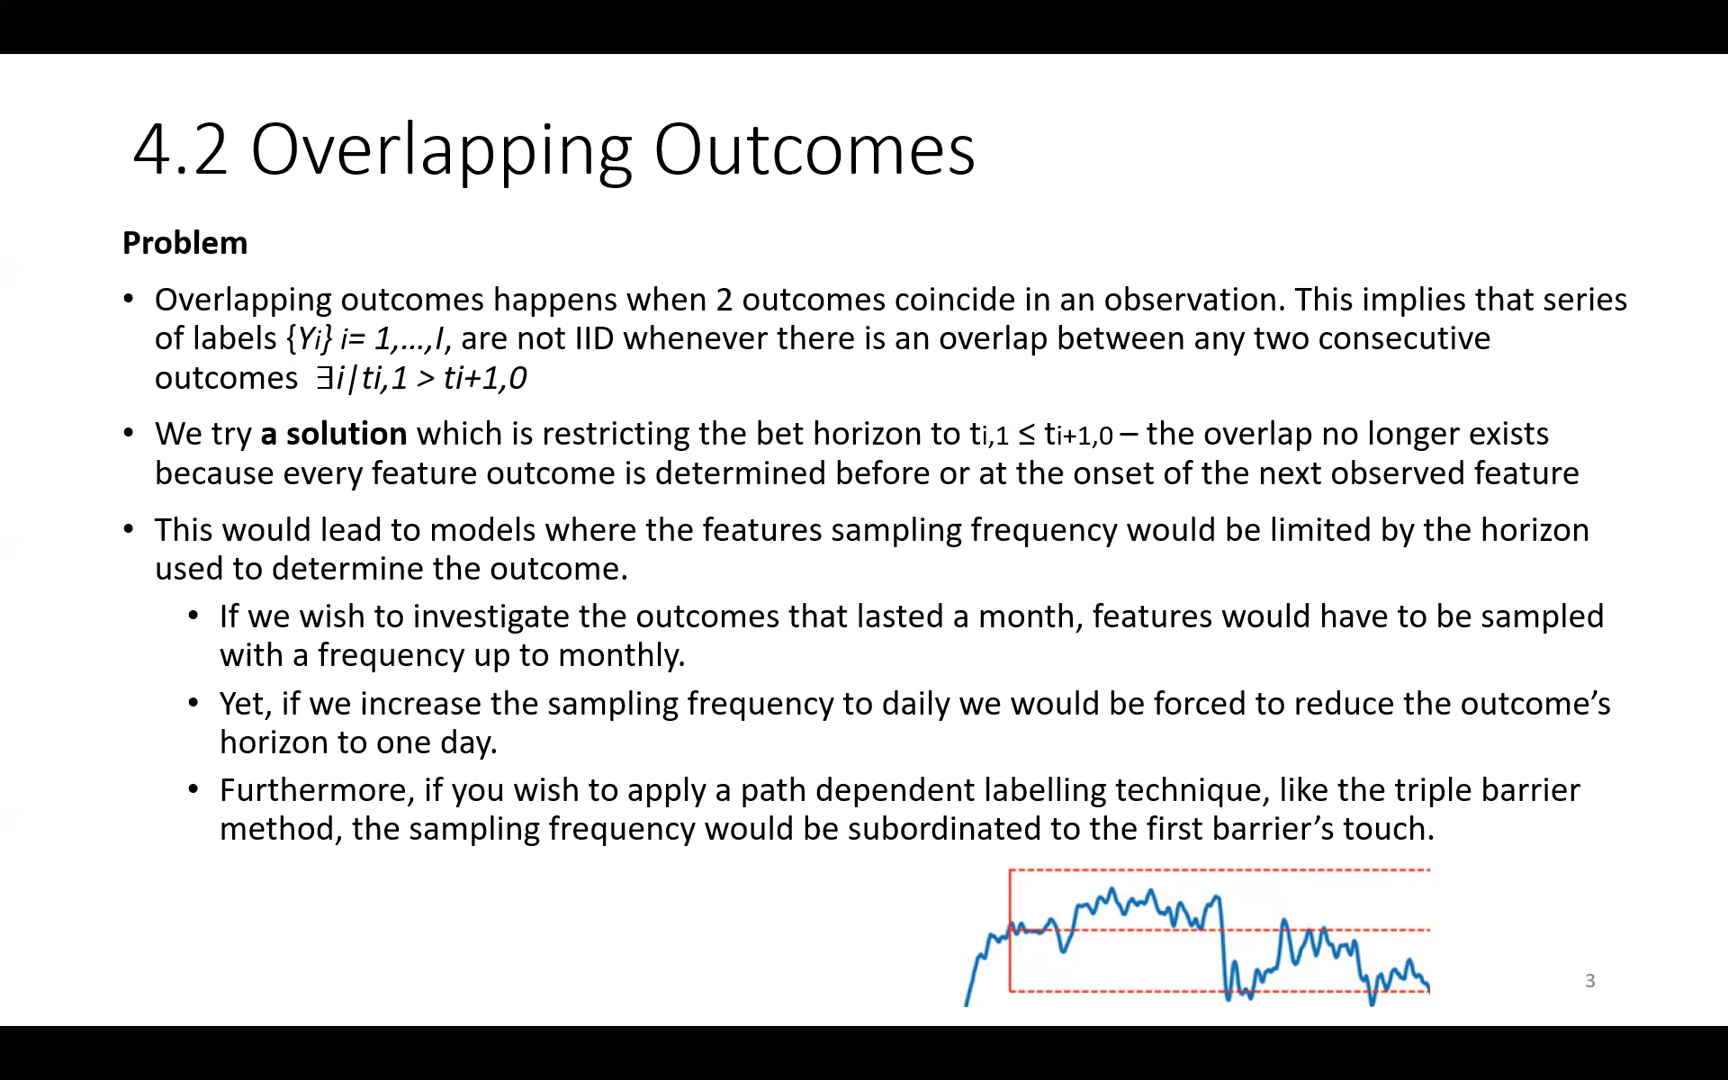 4.2 Overlapping Outcomes
Problem
• Overlapping outcomes happens when 2 outcomes coincide in an observation. This implies that series
of labels {Yi} i= 1,...,I, are not IID whenever there is an overlap between any two consecutive
outcomes ∃i|ti,1 > ti+1,0
• We try a solution which is restricting the bet horizon to ti,1 ≤ ti+1,0 – the overlap no longer exists
because every feature outcome is determined before or at the onset of the next observed feature
• This would lead to models where the features sampling frequency would be limited by the horizon
used to determine the outcome.
• If we wish to investigate the outcomes that lasted a month, features would have to be sampled
with a frequency up to monthly.
• Yet, if we increase the sampling frequency to daily we would be forced to reduce the outcome’s
horizon to one day.
• Furthermore, if you wish to apply a path dependent labelling technique, like the triple barrier
method, the sampling frequency would be subordinated to the first barrier’s touch.
3